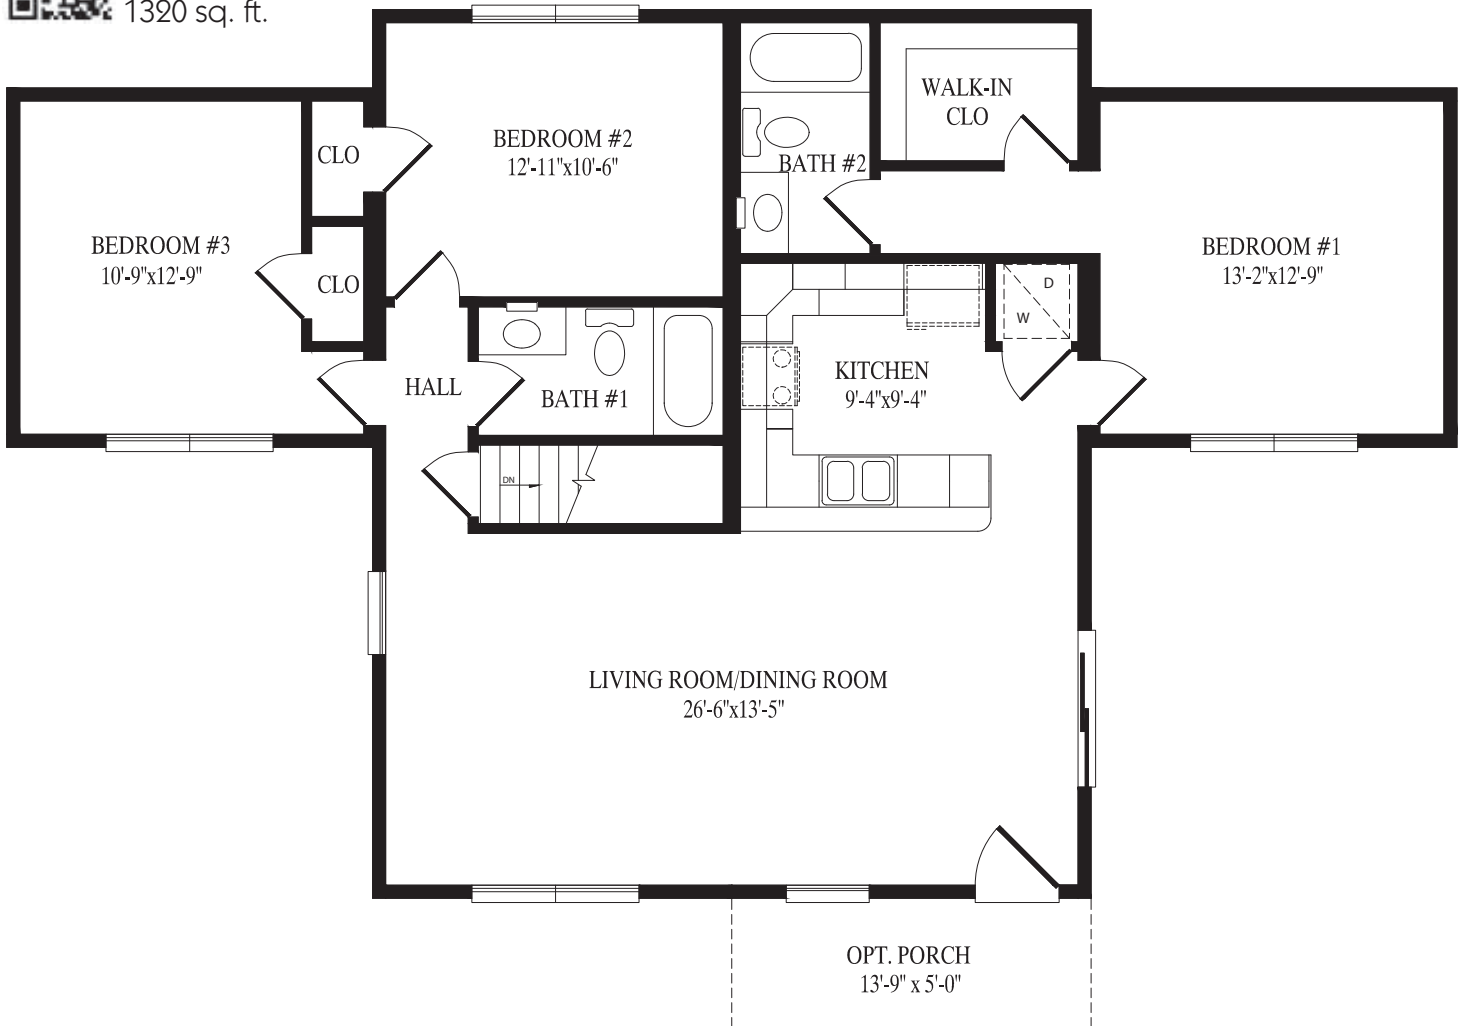 1320 sq. ft.
WALK-IN
CLO
BEDROOM #2
12'-11"x10'-6"
CLO
BATH #2
BEDROOM #3
10'-9"x12'-9"
BEDROOM #1
13'-2"x12'-9"
CLO
D
W
KITCHEN
9'-4"x9'-4"
HALL
BATH #1
DN
LIVING ROOM/DINING ROOM
26'-6"x13'-5"
OPT. PORCH
13'-9" x 5'-0"